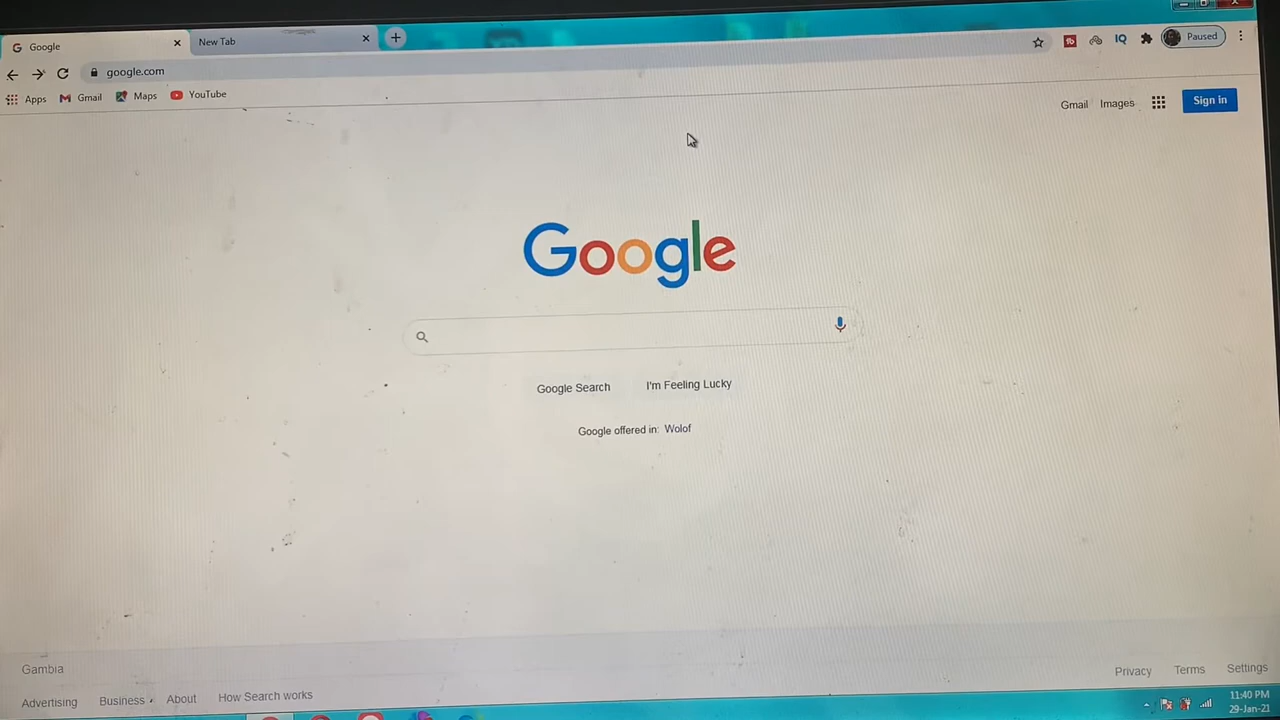 Google
New Tab
google.com
Paused
Apps
Gmail
Maps
YouTube
Gmail
Images
Sign in
Google
Google Search
I'm Feeling Lucky
Google offered in: Wolof
Gambia
Advertising
Business
About
How Search works
Privacy
Terms
Settings
11:40 PM
29-Jan-21